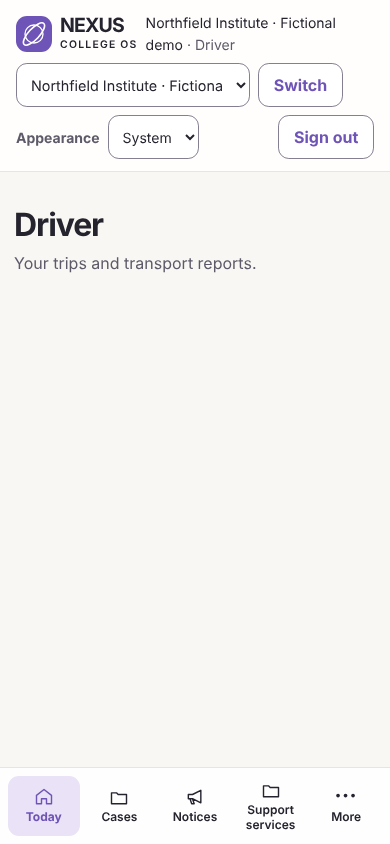 NEXUS
COLLEGE OS
Northfield Institute · Fictional
demo · Driver
Northfield Institute · Fictiona
Switch
Appearance
System
Sign out
Driver
Your trips and transport reports.
Today
Cases
Notices
Support
services
More